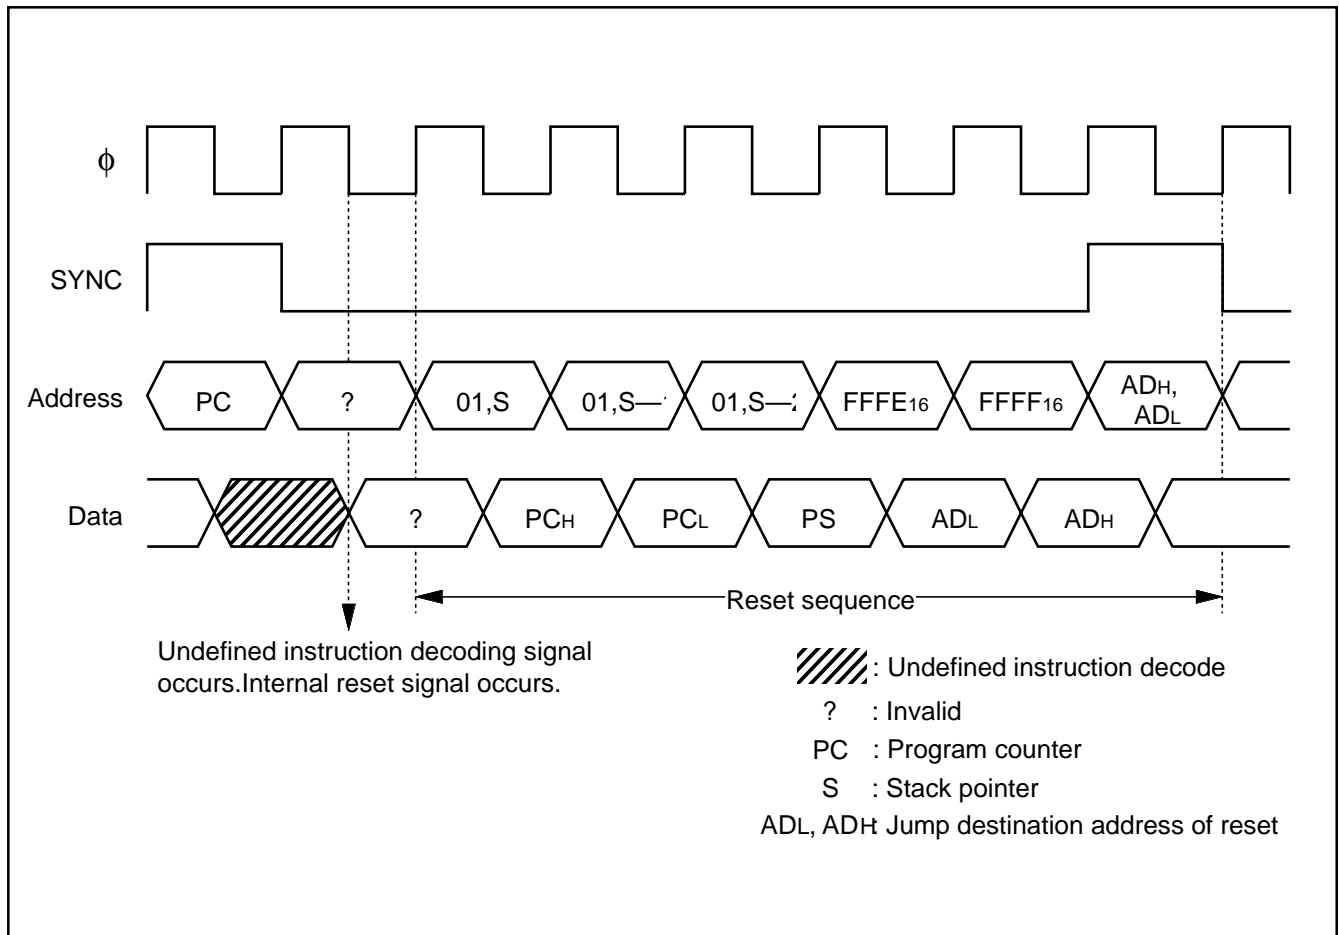 ϕ
SYNC
Address PC ? 01,S 01,S— 01,S— FFFE16 FFFF16 ADH,
ADL
Data ? PCH PCL PS ADL ADH
Reset sequence
Undefined instruction decoding signal
occurs.Internal reset signal occurs.
: Undefined instruction decode
? : Invalid
PC : Program counter
S : Stack pointer
ADL, ADH: Jump destination address of reset